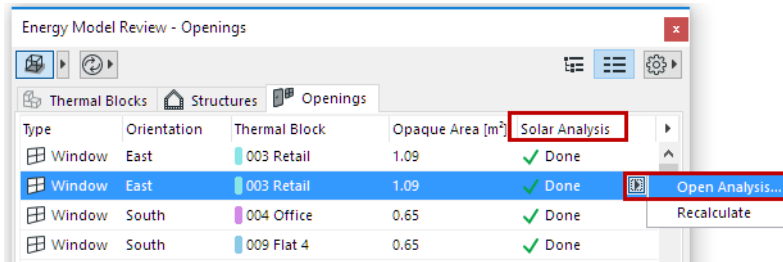 Energy Model Review - Openings
x
Thermal Blocks Structures Openings
Type Orientation Thermal Block Opaque Area [m²] Solar Analysis
Window East 003 Retail 1.09 Done
Window East 003 Retail 1.09 Done Open Analysis...
Recalculate
Window South 004 Office 0.65 Done
Window South 009 Flat 4 0.65 Done